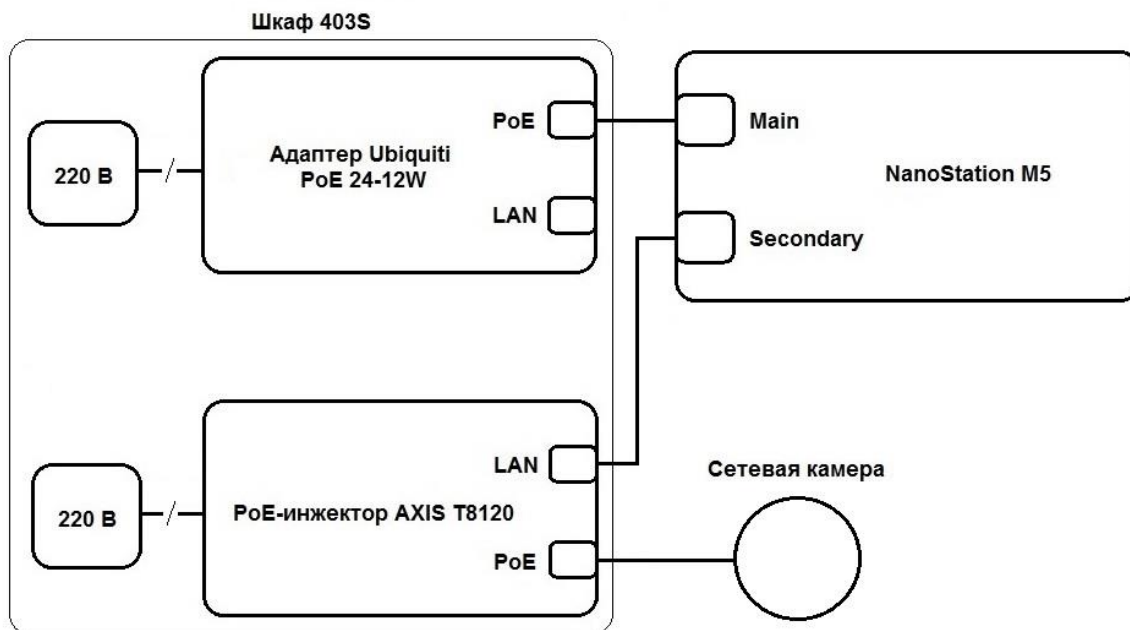 Шкаф 403S
220 В
Адаптер Ubiquiti
PoE 24-12W
PoE
LAN
Main
Secondary
NanoStation M5
220 В
PoE-инжектор AXIS T8120
LAN
PoE
Сетевая камера